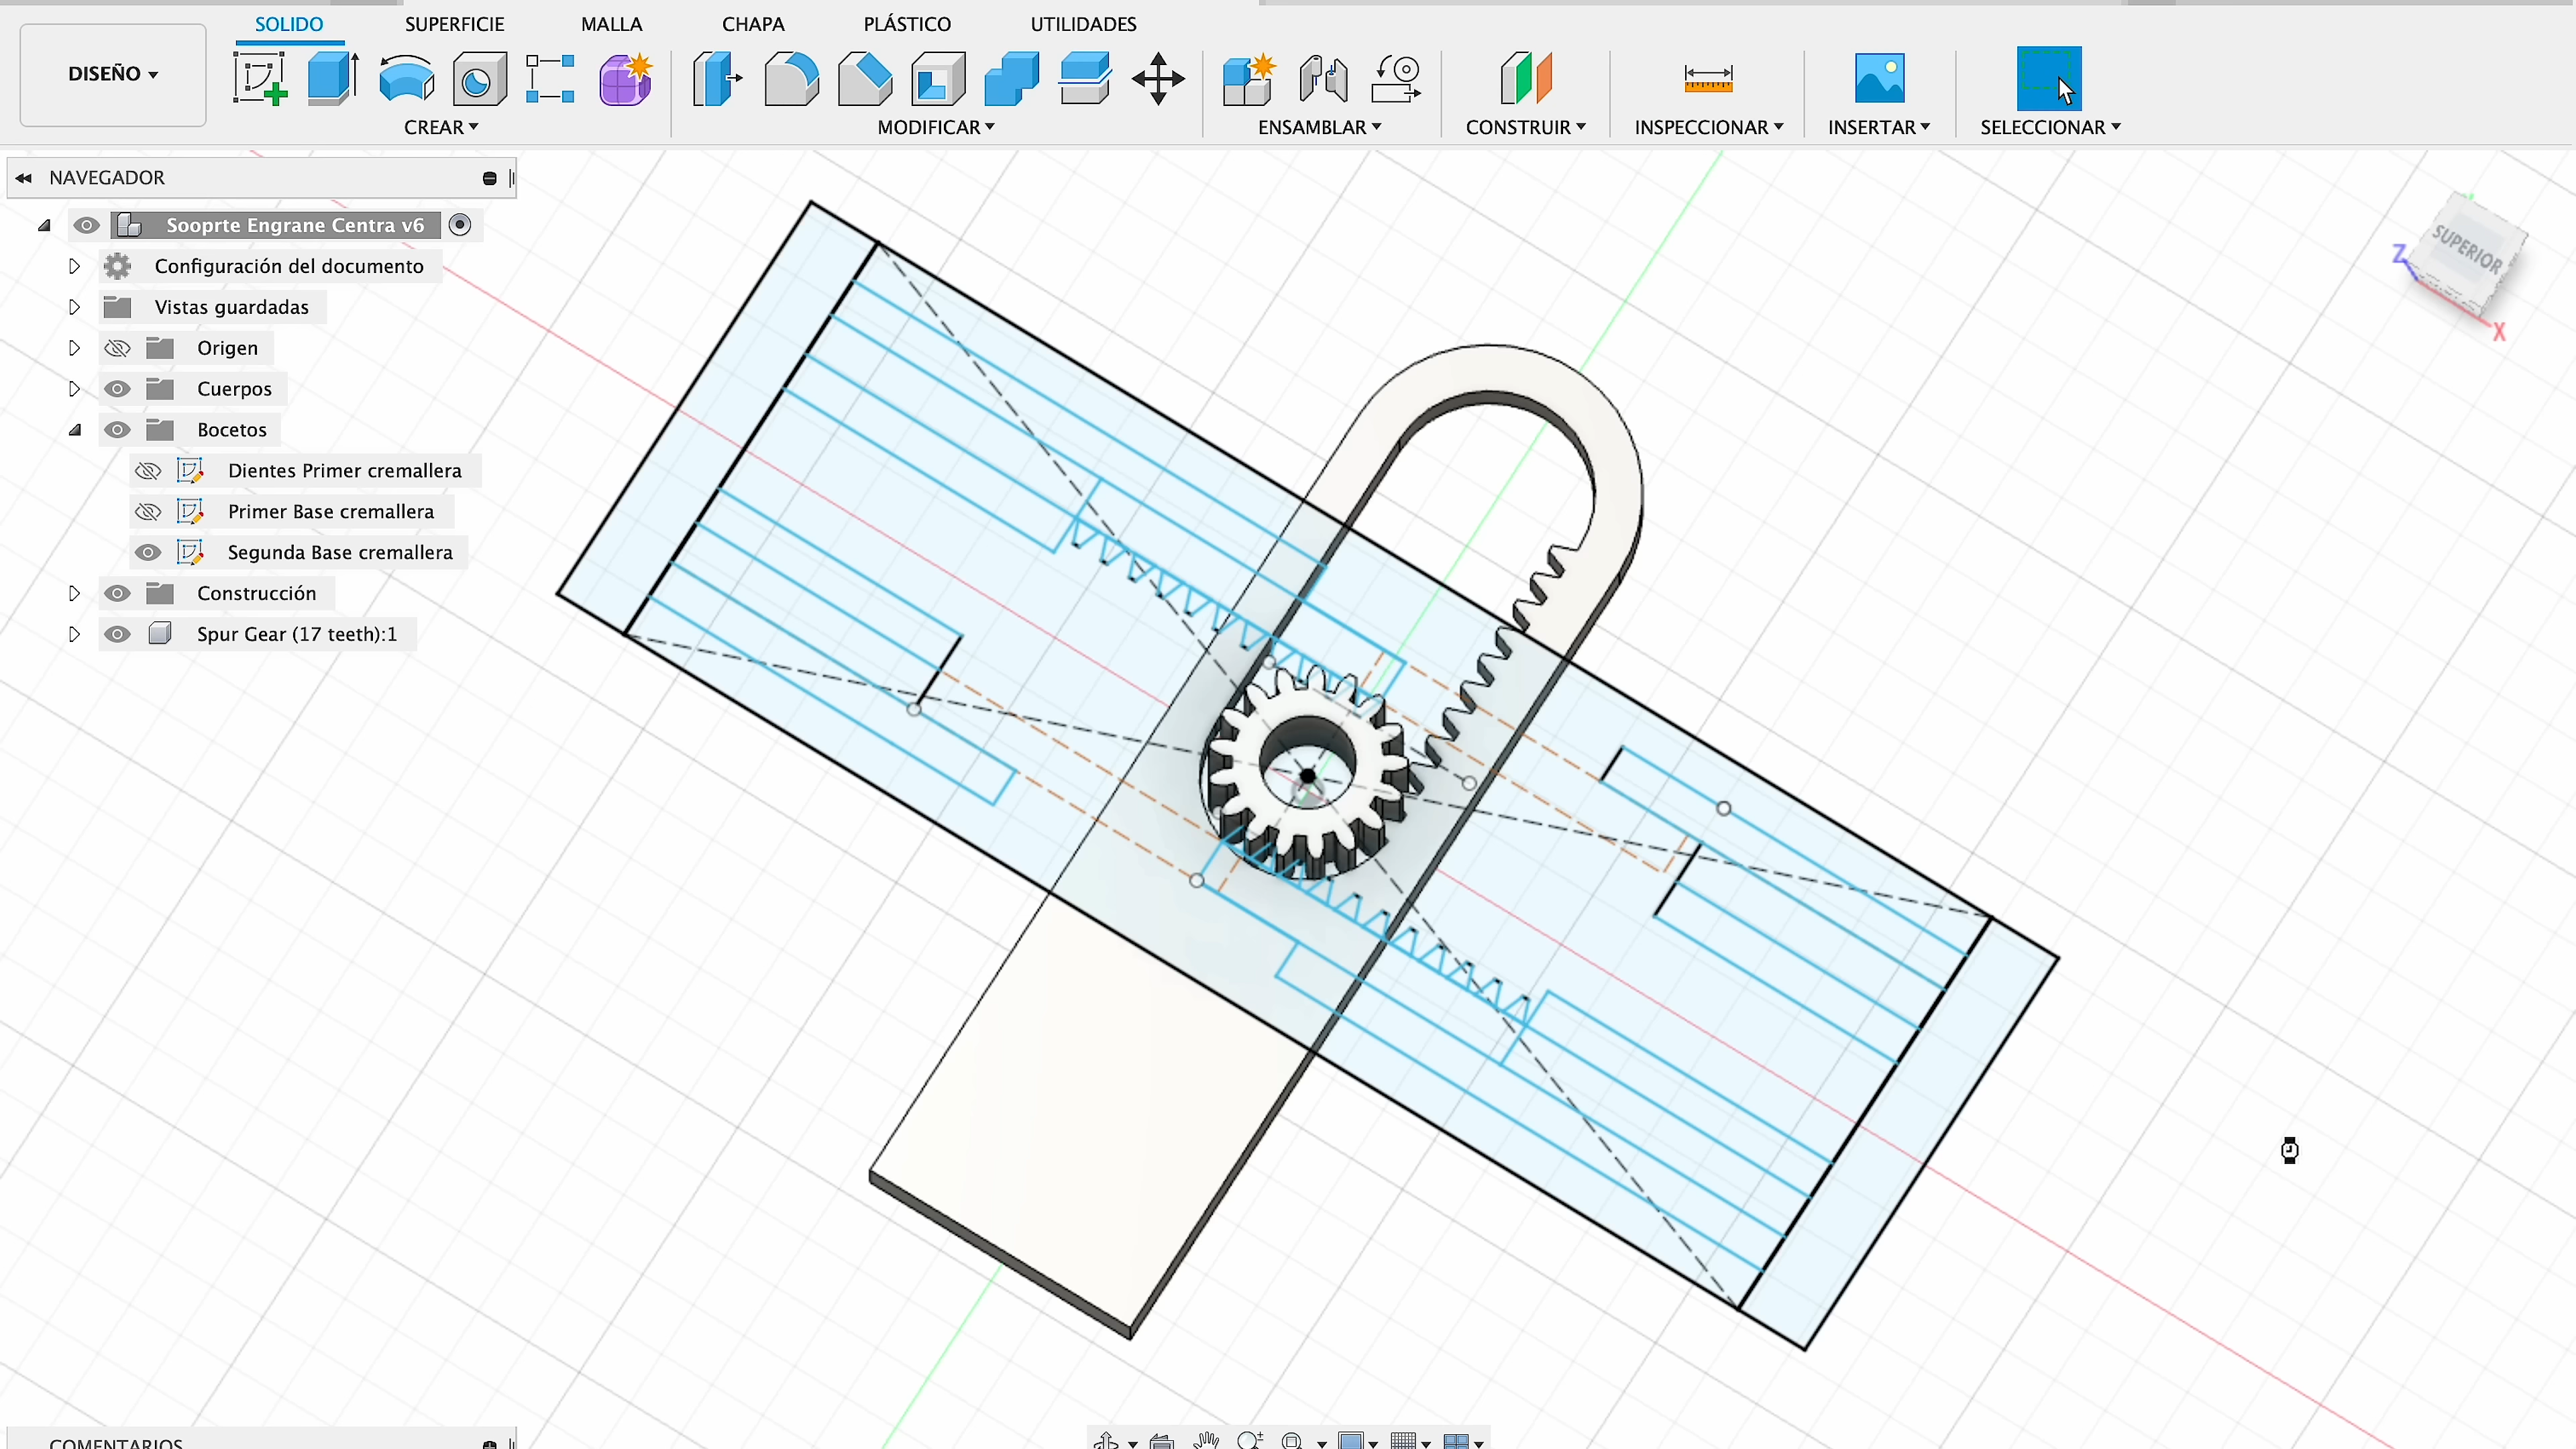 SOLIDO SUPERFICIE MALLA CHAPA PLÁSTICO UTILIDADES
DISEÑO
CREAR MODIFICAR ENSAMBLAR CONSTRUIR INSPECCIONAR INSERTAR SELECCIONAR
NAVEGADOR
Sooprte Engrane Centra v6
Configuración del documento
Vistas guardadas
Origen
Cuerpos
Bocetos
Dientes Primer cremallera
Primer Base cremallera
Segunda Base cremallera
Construcción
Spur Gear (17 teeth):1
SUPERIOR
Z
X
COMENTARIOS